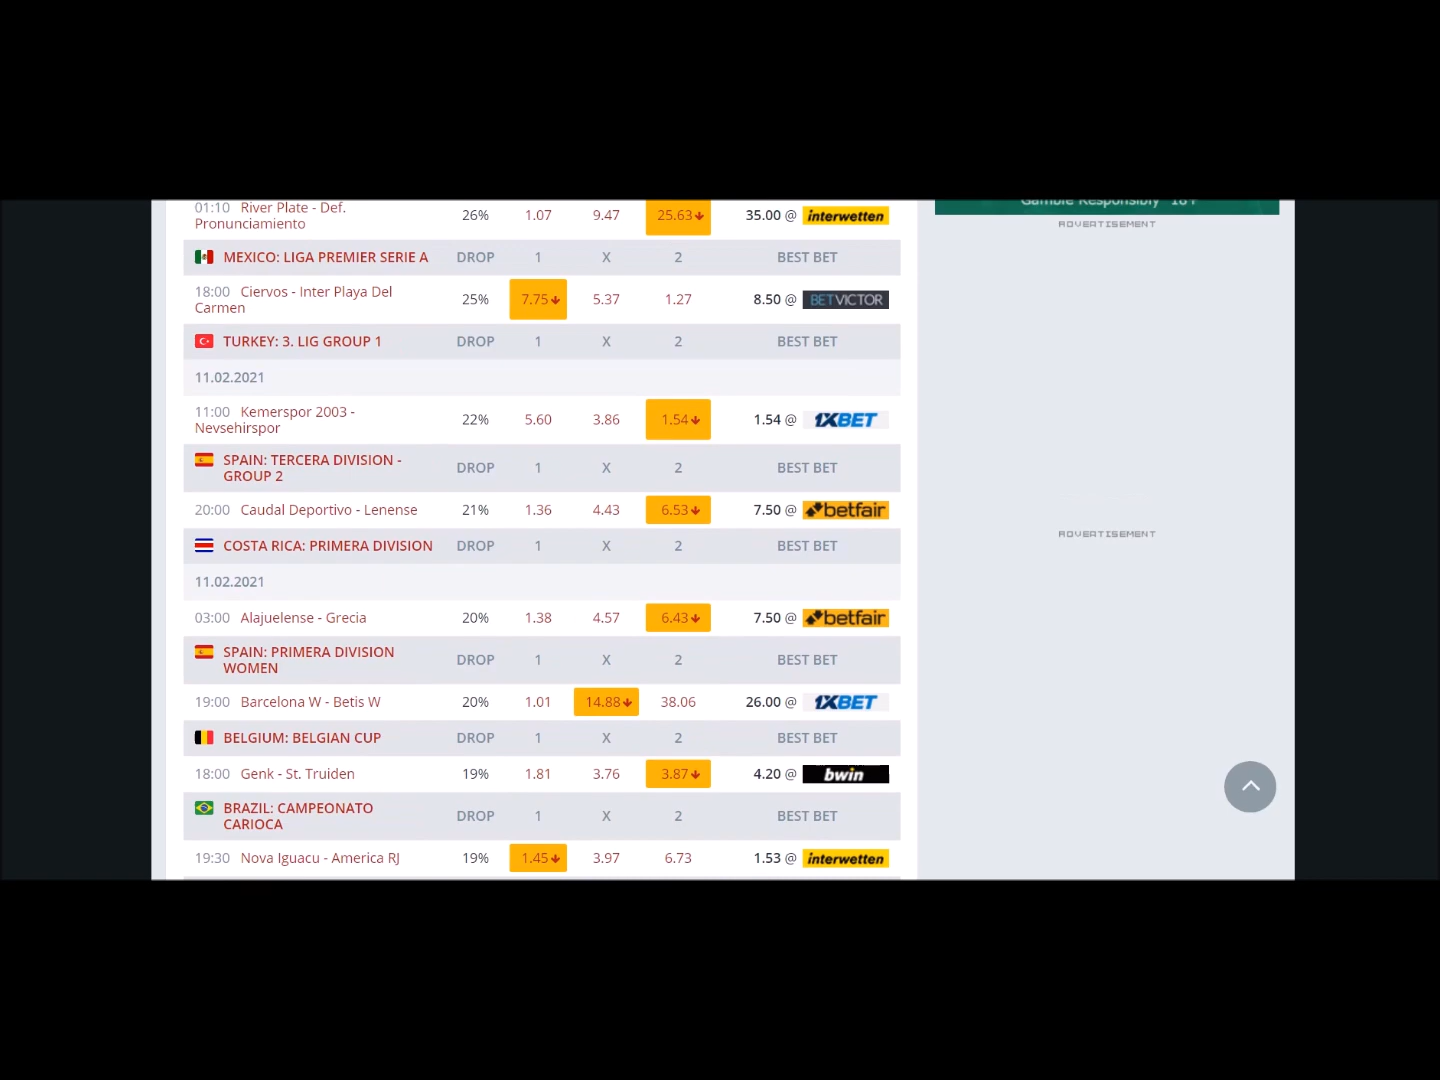 01:10 River Plate - Def. Pronunciamiento 26% 1.07 9.47 25.63 35.00 @ interwetten
Gamble Responsibly 18+
ADVERTISEMENT
MEXICO: LIGA PREMIER SERIE A DROP 1 X 2 BEST BET
18:00 Ciervos - Inter Playa Del Carmen 25% 7.75 5.37 1.27 8.50 @ BETVICTOR
TURKEY: 3. LIG GROUP 1 DROP 1 X 2 BEST BET
11.02.2021
11:00 Kemerspor 2003 - Nevsehirspor 22% 5.60 3.86 1.54 1.54 @ 1XBET
SPAIN: TERCERA DIVISION - GROUP 2 DROP 1 X 2 BEST BET
20:00 Caudal Deportivo - Lenense 21% 1.36 4.43 6.53 7.50 @ betfair
ADVERTISEMENT
COSTA RICA: PRIMERA DIVISION DROP 1 X 2 BEST BET
11.02.2021
03:00 Alajuelense - Grecia 20% 1.38 4.57 6.43 7.50 @ betfair
SPAIN: PRIMERA DIVISION WOMEN DROP 1 X 2 BEST BET
19:00 Barcelona W - Betis W 20% 1.01 14.88 38.06 26.00 @ 1XBET
BELGIUM: BELGIAN CUP DROP 1 X 2 BEST BET
18:00 Genk - St. Truiden 19% 1.81 3.76 3.87 4.20 @ bwin
BRAZIL: CAMPEONATO CARIOCA DROP 1 X 2 BEST BET
19:30 Nova Iguacu - America RJ 19% 1.45 3.97 6.73 1.53 @ interwetten